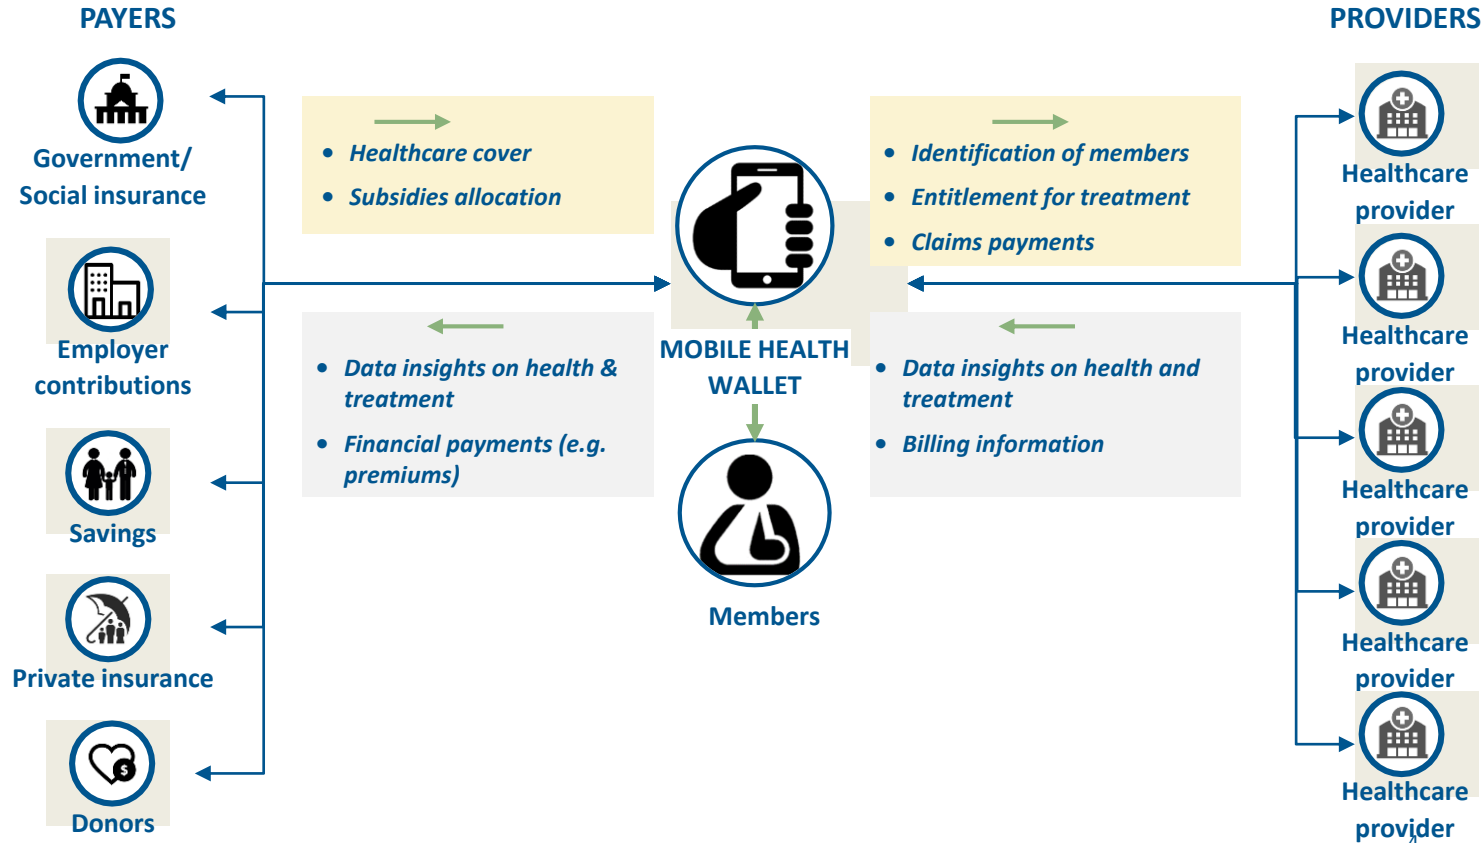 PAYERS
Government/
Social insurance
Employer
contributions
Savings
Private insurance
Donors
• Healthcare cover
• Subsidies allocation
• Data insights on health &
treatment
• Financial payments (e.g.
premiums)
MOBILE HEALTH
WALLET
Members
• Identification of members
• Entitlement for treatment
• Claims payments
• Data insights on health and
treatment
• Billing information
PROVIDERS
Healthcare
provider
Healthcare
provider
Healthcare
provider
Healthcare
provider
Healthcare
provider